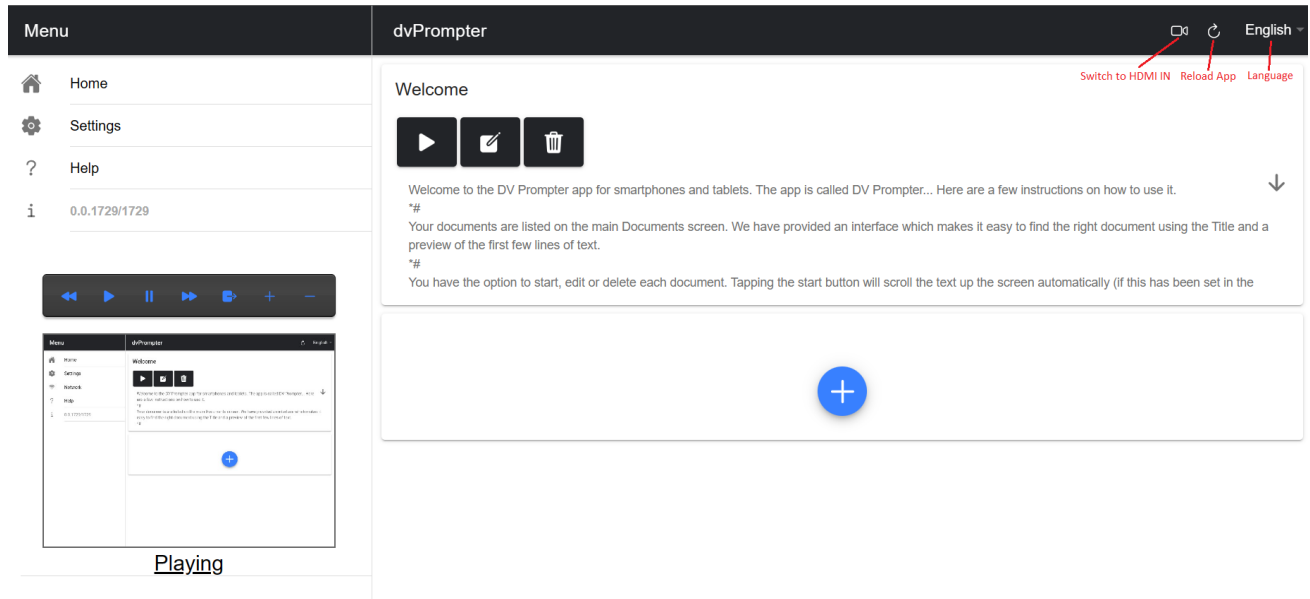 Menu
dvPrompter
English
Switch to HDMI IN
Reload App
Language
Home
Settings
Help
0.0.1729/1729
Welcome
Welcome to the DV Prompter app for smartphones and tablets. The app is called DV Prompter... Here are a few instructions on how to use it.
*#
Your documents are listed on the main Documents screen. We have provided an interface which makes it easy to find the right document using the Title and a
preview of the first few lines of text.
*#
You have the option to start, edit or delete each document. Tapping the start button will scroll the text up the screen automatically (if this has been set in the
Menu
dvPrompter
English
Home
Settings
Network
Help
Welcome
Playing